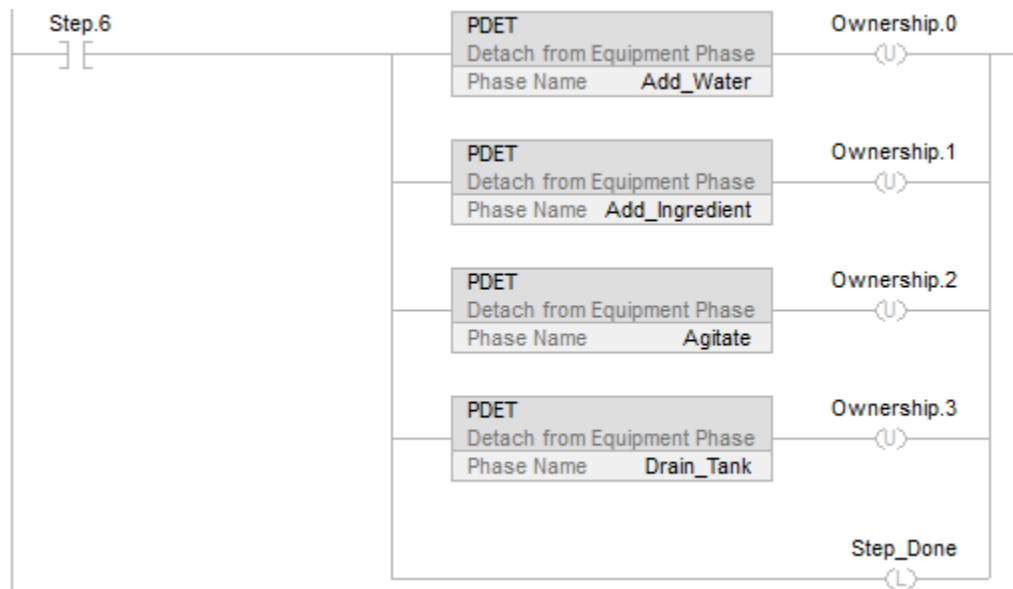 Step.6
PDET
Detach from Equipment Phase
Phase Name Add_Water
Ownership.0
U
PDET
Detach from Equipment Phase
Phase Name Add_Ingredient
Ownership.1
U
PDET
Detach from Equipment Phase
Phase Name Agitate
Ownership.2
U
PDET
Detach from Equipment Phase
Phase Name Drain_Tank
Ownership.3
U
Step_Done
L